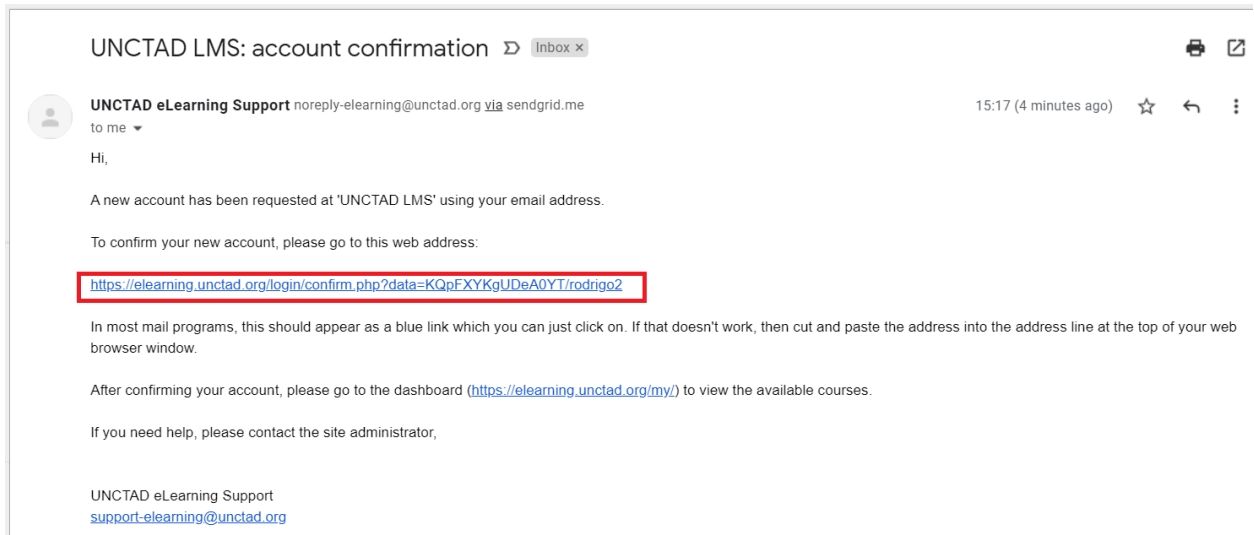 UNCTAD LMS: account confirmation Inbox ×
UNCTAD eLearning Support noreply-elearning@unctad.org via sendgrid.me 15:17 (4 minutes ago)
to me
Hi,
A new account has been requested at 'UNCTAD LMS' using your email address.
To confirm your new account, please go to this web address:
https://elearning.unctad.org/login/confirm.php?data=KQpFXYKgUDeA0YT/rodrigo2
In most mail programs, this should appear as a blue link which you can just click on. If that doesn't work, then cut and paste the address into the address line at the top of your web
browser window.
After confirming your account, please go to the dashboard (https://elearning.unctad.org/my/) to view the available courses.
If you need help, please contact the site administrator,
UNCTAD eLearning Support
support-elearning@unctad.org